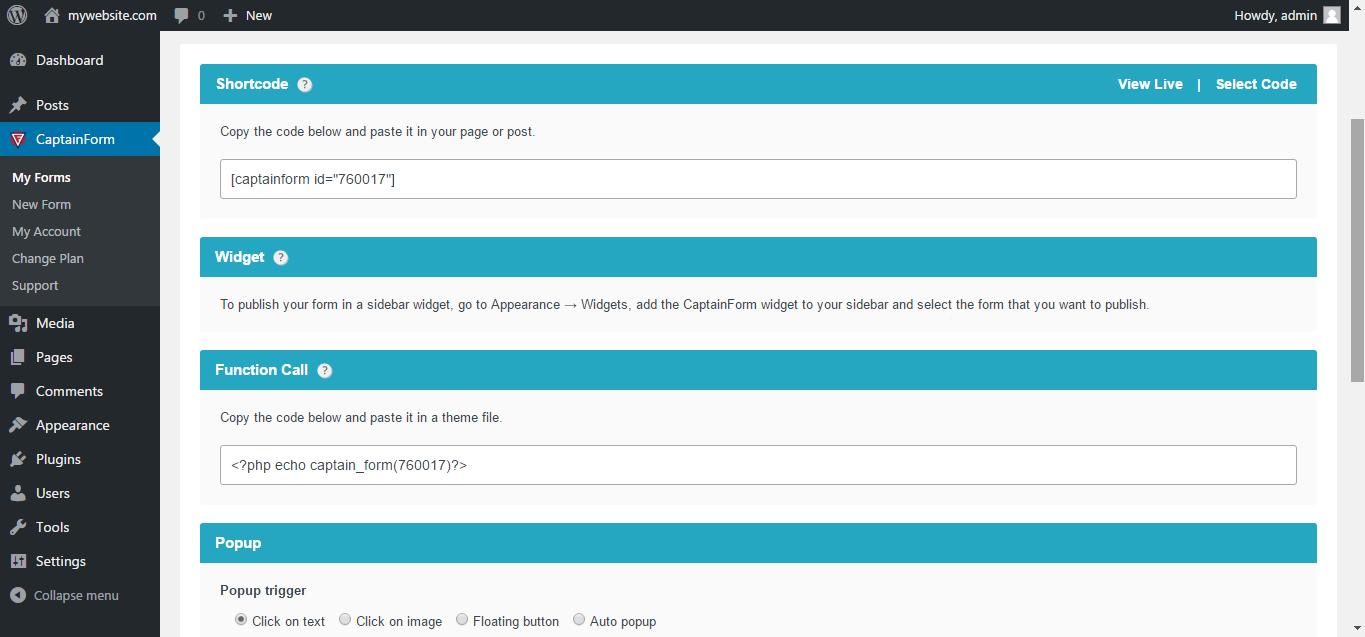 mywebsite.com 0 New Howdy, admin
Dashboard
Posts
CaptainForm
My Forms
New Form
My Account
Change Plan
Support
Media
Pages
Comments
Appearance
Plugins
Users
Tools
Settings
Collapse menu
Shortcode ? View Live | Select Code
Copy the code below and paste it in your page or post.
[captainform id="760017"]
Widget ?
To publish your form in a sidebar widget, go to Appearance → Widgets, add the CaptainForm widget to your sidebar and select the form that you want to publish.
Function Call ?
Copy the code below and paste it in a theme file.
<?php echo captain_form(760017)?>
Popup
Popup trigger
Click on text Click on image Floating button Auto popup